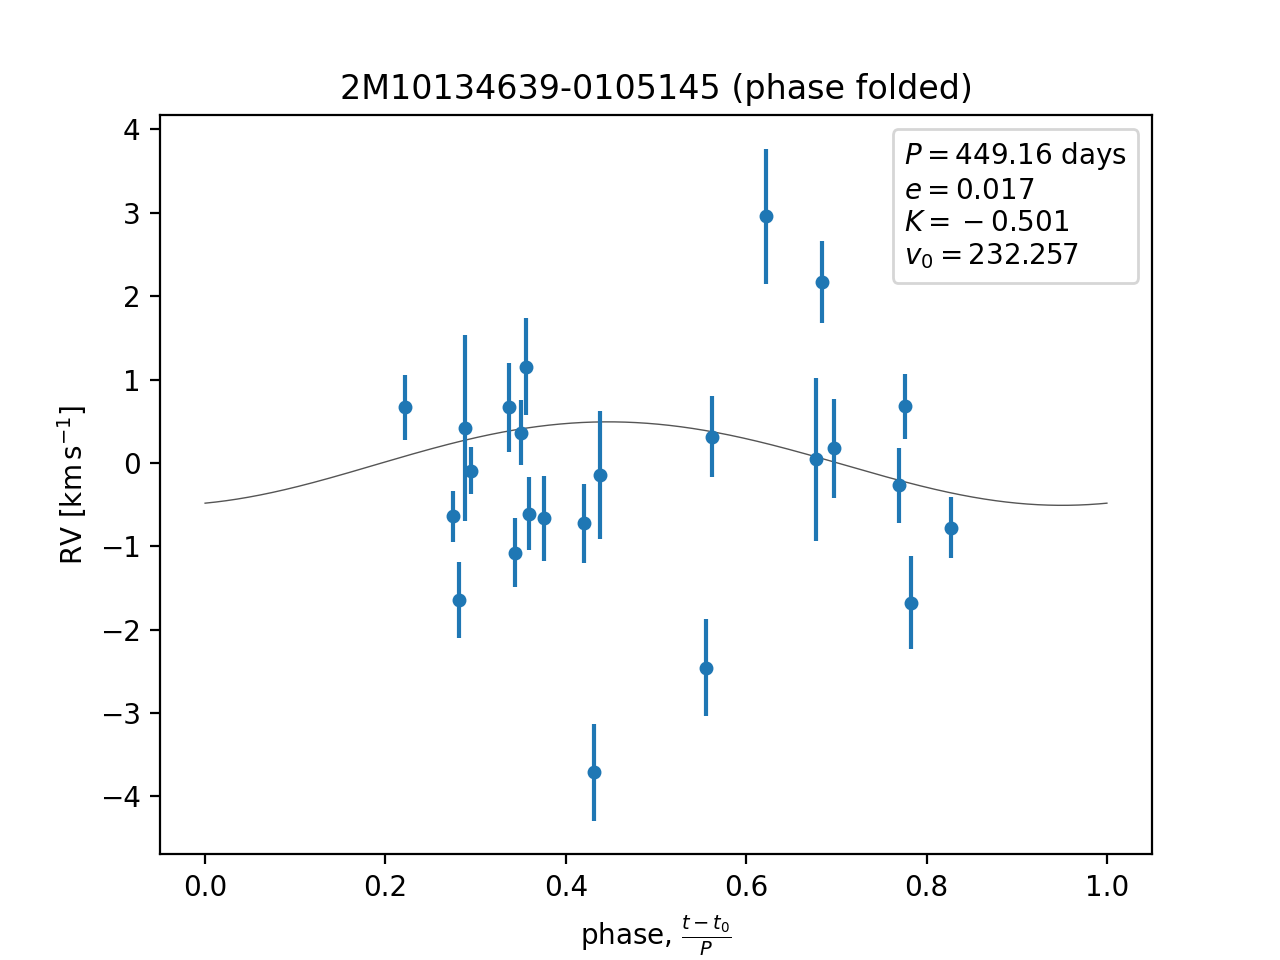 2M10134639-0105145 (phase folded)
P = 449.16 days
e = 0.017
K = −0.501
v₀ = 232.257
RV [km s⁻¹]
4
3
2
1
0
−1
−2
−3
−4
0.0 0.2 0.4 0.6 0.8 1.0
phase, (t − t₀)/P